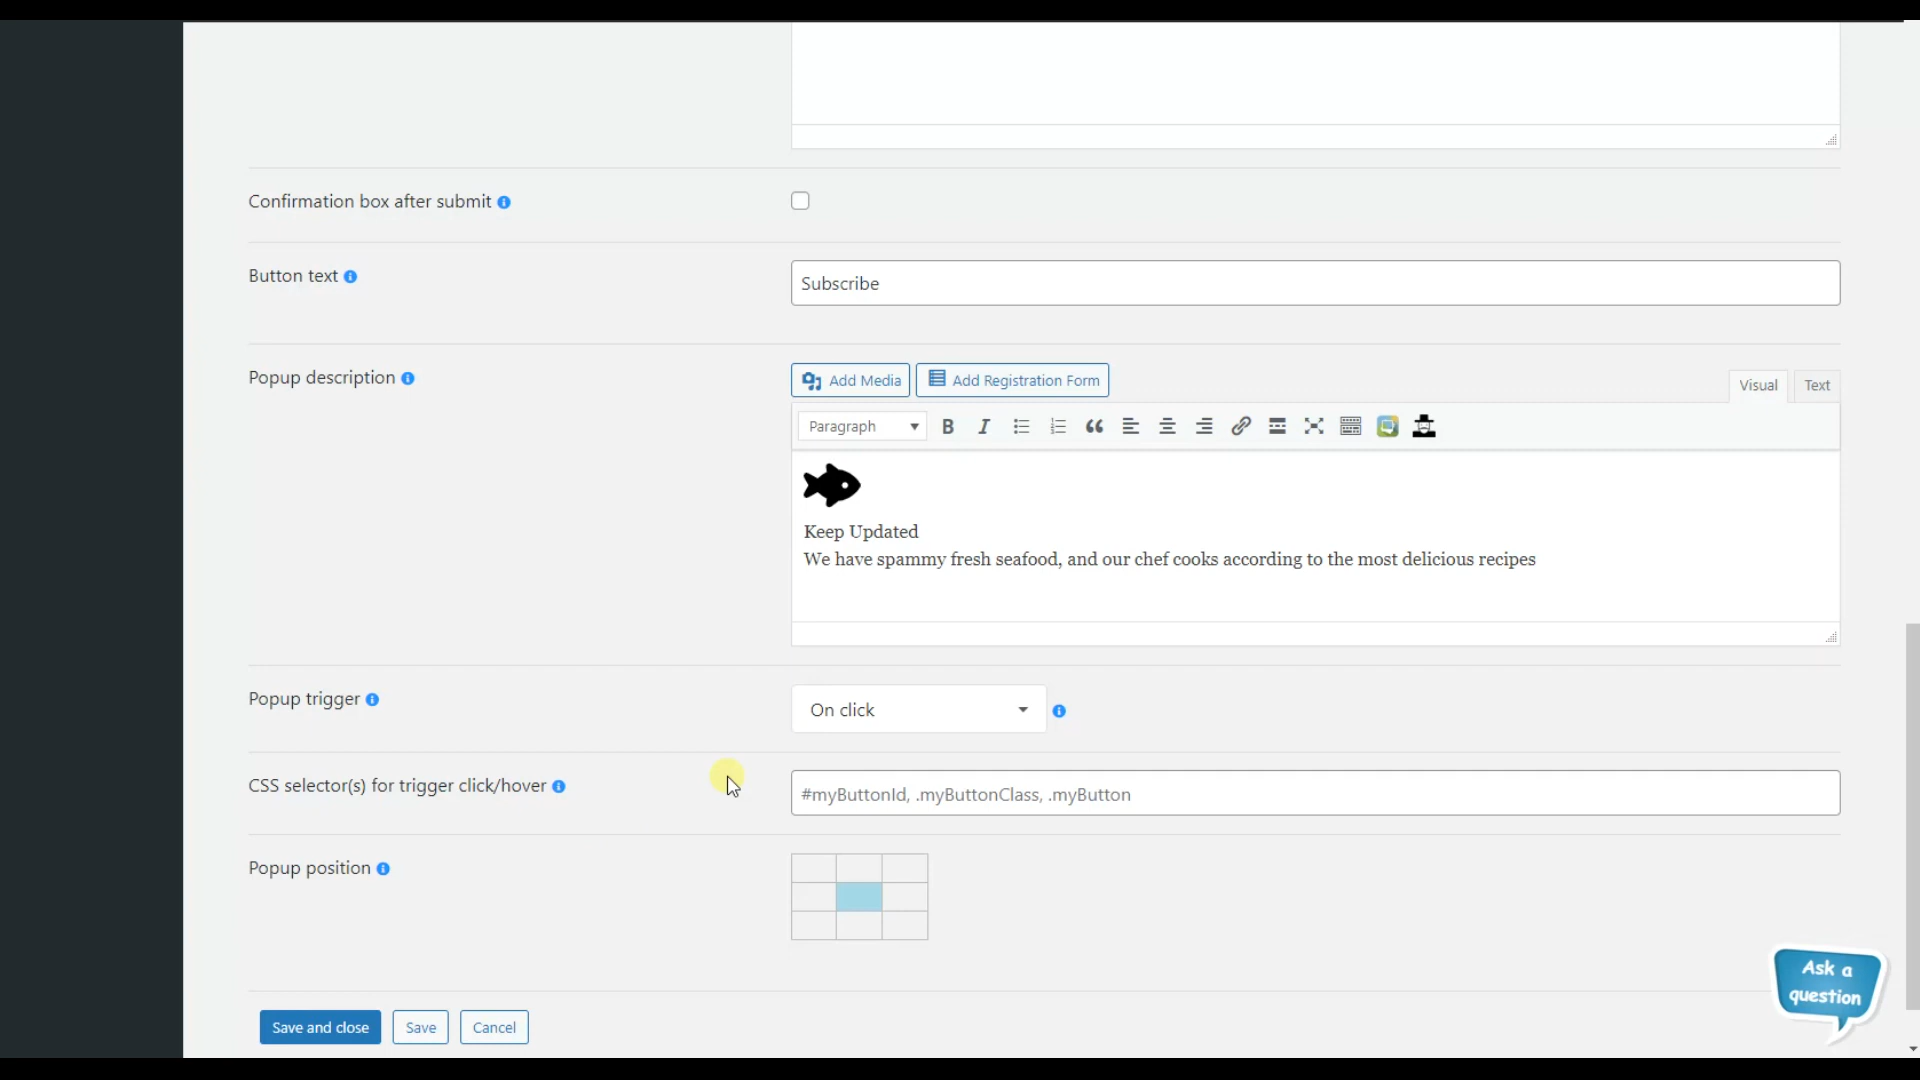 Confirmation box after submit
Button text
Subscribe
Popup description
Add Media
Add Registration Form
Visual
Text
Paragraph
Keep Updated
We have spammy fresh seafood, and our chef cooks according to the most delicious recipes
Popup trigger
On click
CSS selector(s) for trigger click/hover
#myButtonId, .myButtonClass, .myButton
Popup position
Ask a
question
Save and close
Save
Cancel